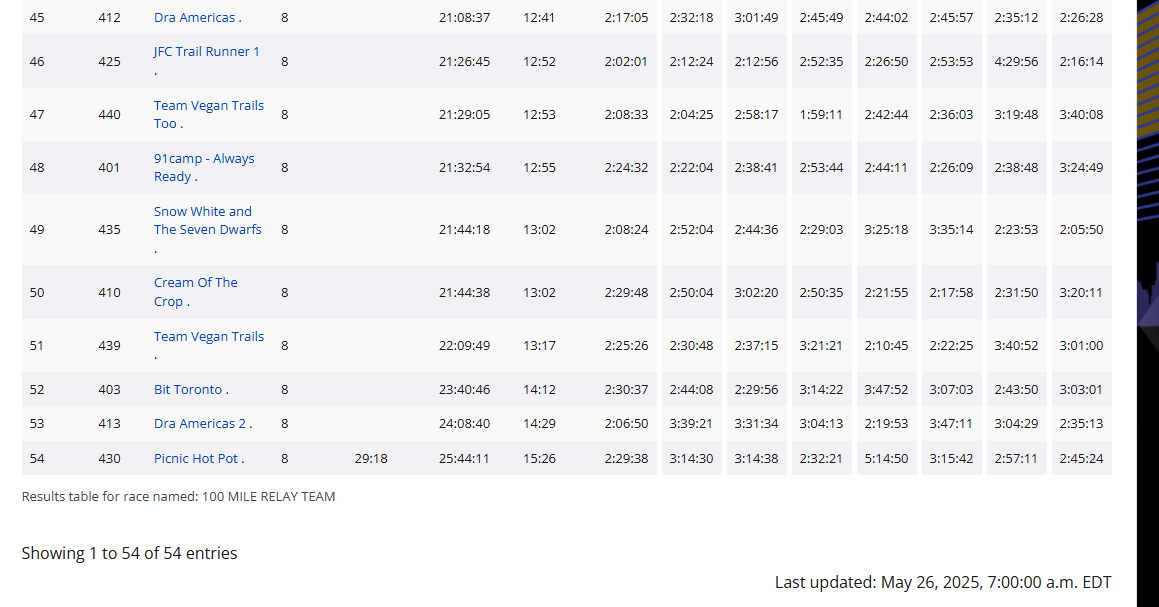 45 412 Dra Americas . 8 21:08:37 12:41 2:17:05 2:32:18 3:01:49 2:45:49 2:44:02 2:45:57 2:35:12 2:26:28
JFC Trail Runner 1
46 425 8 21:26:45 12:52 2:02:01 2:12:24 2:12:56 2:52:35 2:26:50 2:53:53 4:29:56 2:16:14
.
Team Vegan Trails
47 440 8 21:29:05 12:53 2:08:33 2:04:25 2:58:17 1:59:11 2:42:44 2:36:03 3:19:48 3:40:08
Too .
91camp - Always
48 401 8 21:32:54 12:55 2:24:32 2:22:04 2:38:41 2:53:44 2:44:11 2:26:09 2:38:48 3:24:49
Ready .
Snow White and
49 435 The Seven Dwarfs 8 21:44:18 13:02 2:08:24 2:52:04 2:44:36 2:29:03 3:25:18 3:35:14 2:23:53 2:05:50
.
Cream Of The
50 410 8 21:44:38 13:02 2:29:48 2:50:04 3:02:20 2:50:35 2:21:55 2:17:58 2:31:50 3:20:11
Crop .
Team Vegan Trails
51 439 8 22:09:49 13:17 2:25:26 2:30:48 2:37:15 3:21:21 2:10:45 2:22:25 3:40:52 3:01:00
.
52 403 Bit Toronto . 8 23:40:46 14:12 2:30:37 2:44:08 2:29:56 3:14:22 3:47:52 3:07:03 2:43:50 3:03:01
53 413 Dra Americas 2 . 8 24:08:40 14:29 2:06:50 3:39:21 3:31:34 3:04:13 2:19:53 3:47:11 3:04:29 2:35:13
54 430 Picnic Hot Pot . 8 29:18 25:44:11 15:26 2:29:38 3:14:30 3:14:38 2:32:21 5:14:50 3:15:42 2:57:11 2:45:24
Results table for race named: 100 MILE RELAY TEAM
Showing 1 to 54 of 54 entries
Last updated: May 26, 2025, 7:00:00 a.m. EDT